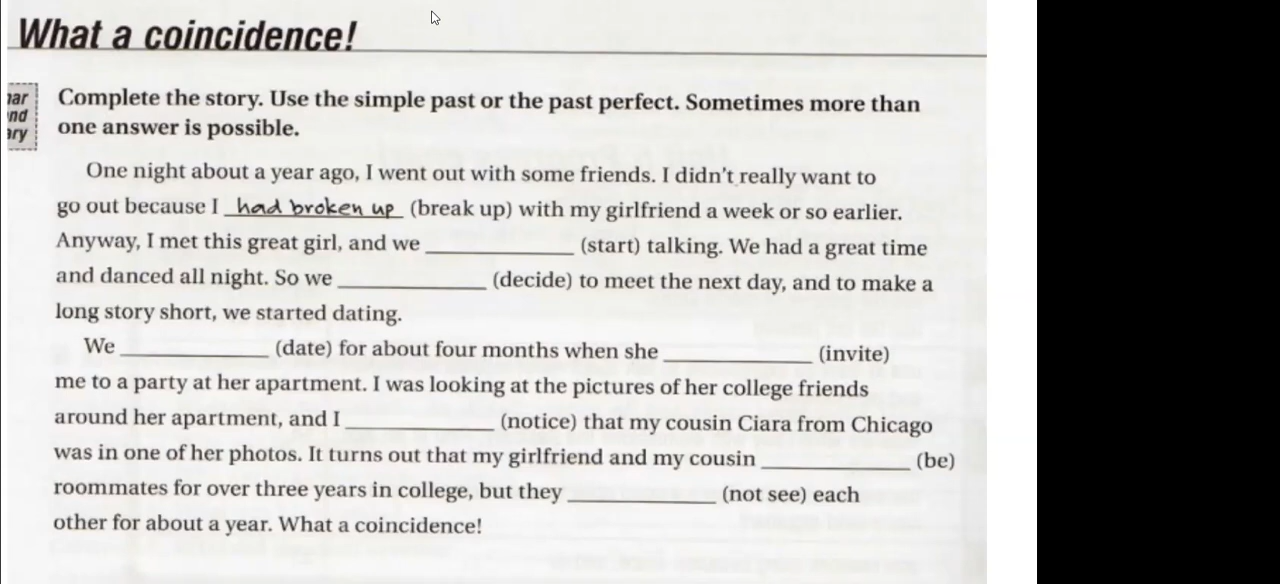 What a coincidence!
Complete the story. Use the simple past or the past perfect. Sometimes more than
one answer is possible.
One night about a year ago, I went out with some friends. I didn't really want to
go out because I had broken up (break up) with my girlfriend a week or so earlier.
Anyway, I met this great girl, and we ____________ (start) talking. We had a great time
and danced all night. So we ____________ (decide) to meet the next day, and to make a
long story short, we started dating.
We ____________ (date) for about four months when she ____________ (invite)
me to a party at her apartment. I was looking at the pictures of her college friends
around her apartment, and I ____________ (notice) that my cousin Ciara from Chicago
was in one of her photos. It turns out that my girlfriend and my cousin ____________ (be)
roommates for over three years in college, but they ____________ (not see) each
other for about a year. What a coincidence!